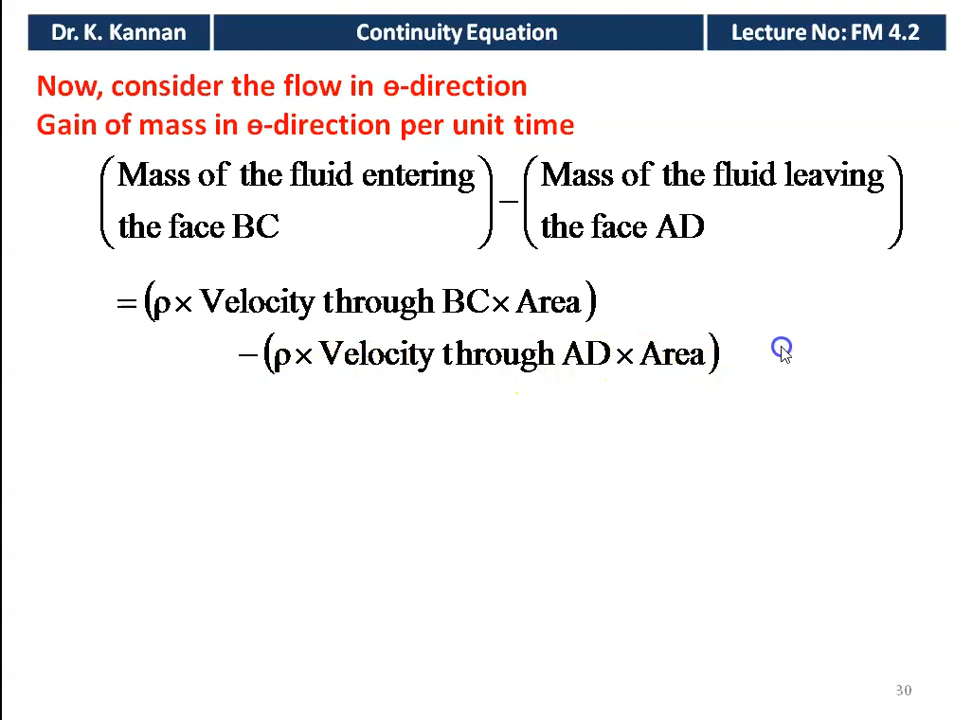 Dr. K. Kannan
Continuity Equation
Lecture No: FM 4.2
Now, consider the flow in ɵ-direction
Gain of mass in ɵ-direction per unit time
(Mass of the fluid entering the face BC) − (Mass of the fluid leaving the face AD)
= (ρ × Velocity through BC × Area)
− (ρ × Velocity through AD × Area)
30